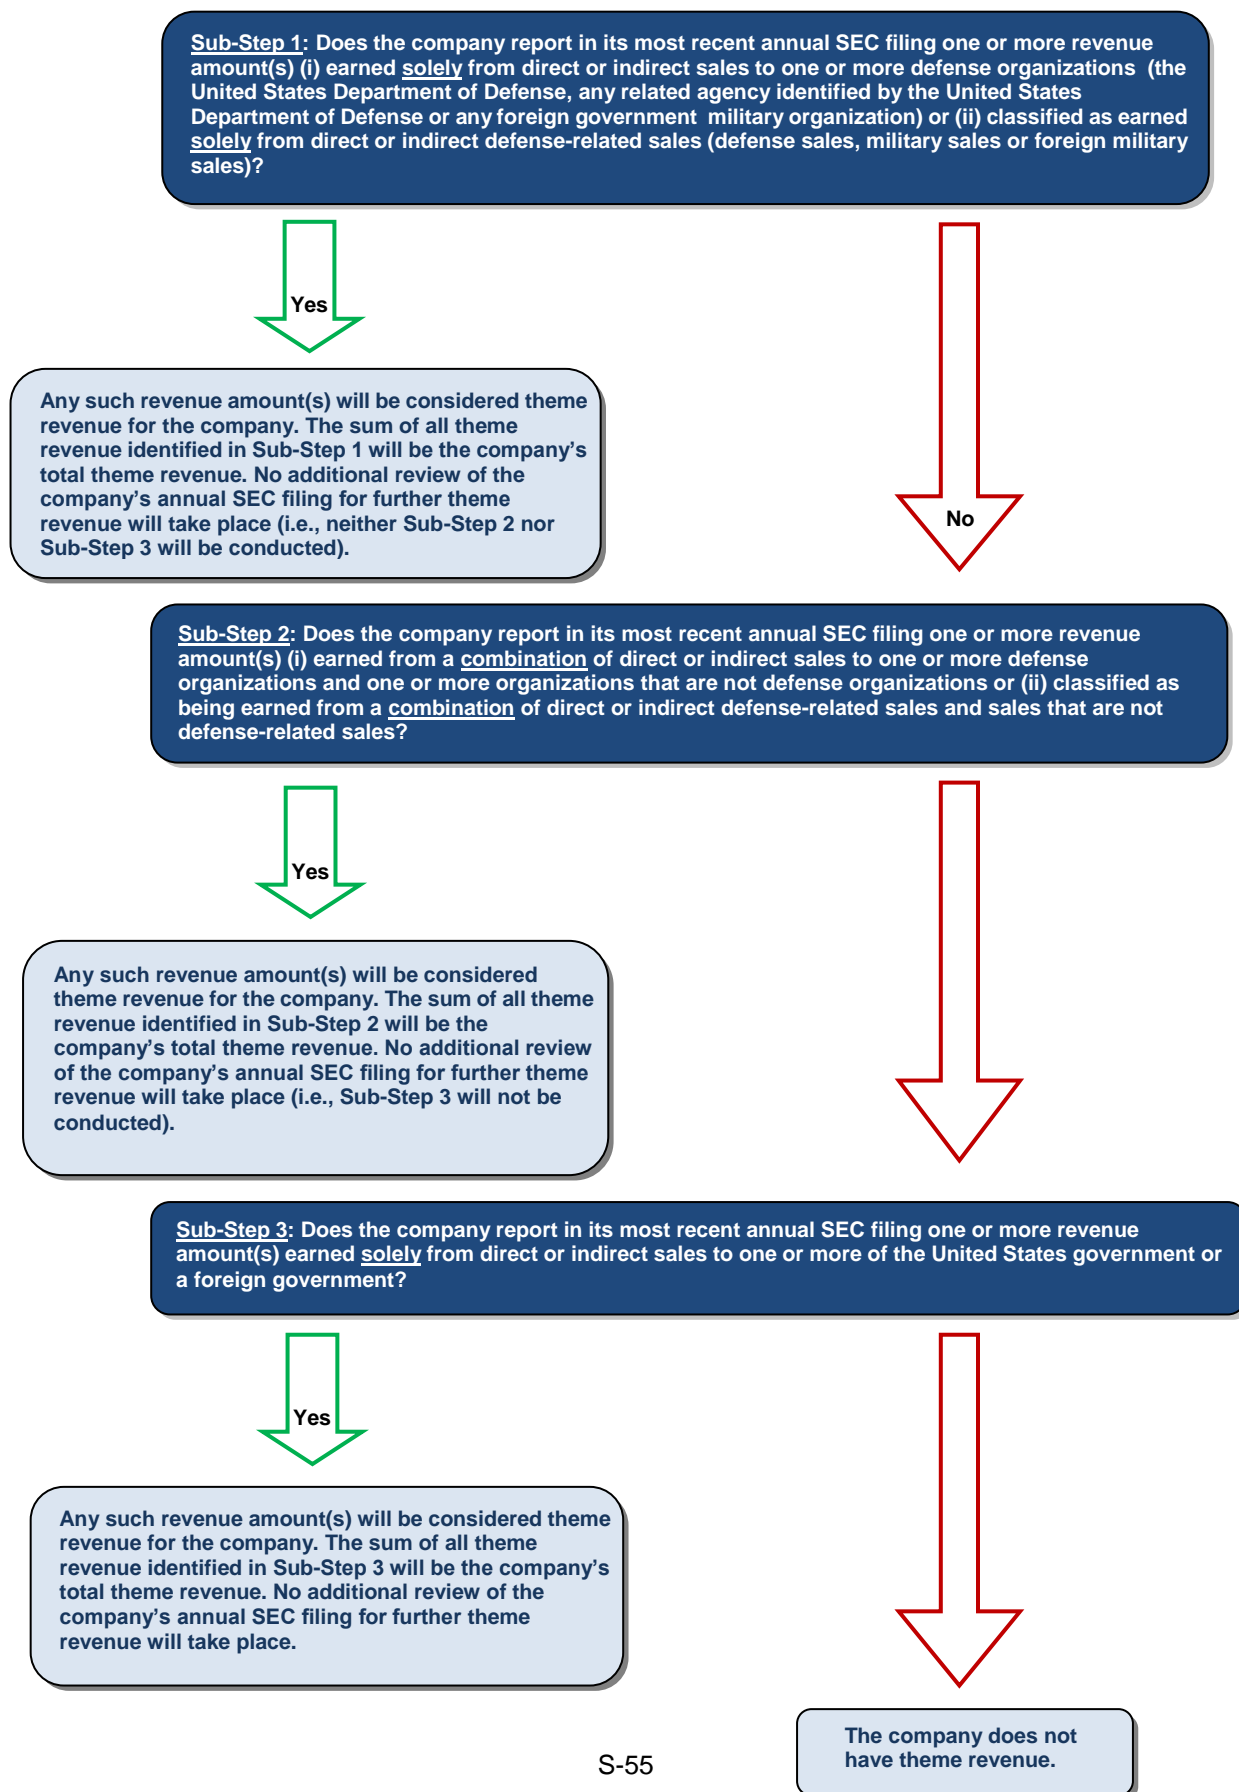 Sub-Step 1: Does the company report in its most recent annual SEC filing one or more revenue
amount(s) (i) earned solely from direct or indirect sales to one or more defense organizations (the
United States Department of Defense, any related agency identified by the United States
Department of Defense or any foreign government military organization) or (ii) classified as earned
solely from direct or indirect defense-related sales (defense sales, military sales or foreign military
sales)?
Yes
No
Any such revenue amount(s) will be considered theme
revenue for the company. The sum of all theme
revenue identified in Sub-Step 1 will be the company's
total theme revenue. No additional review of the
company's annual SEC filing for further theme
revenue will take place (i.e., neither Sub-Step 2 nor
Sub-Step 3 will be conducted).
Sub-Step 2: Does the company report in its most recent annual SEC filing one or more revenue
amount(s) (i) earned from a combination of direct or indirect sales to one or more defense
organizations and one or more organizations that are not defense organizations or (ii) classified as
being earned from a combination of direct or indirect defense-related sales and sales that are not
defense-related sales?
Yes
Any such revenue amount(s) will be considered
theme revenue for the company. The sum of all theme
revenue identified in Sub-Step 2 will be the
company's total theme revenue. No additional review
of the company's annual SEC filing for further theme
revenue will take place (i.e., Sub-Step 3 will not be
conducted).
Sub-Step 3: Does the company report in its most recent annual SEC filing one or more revenue
amount(s) earned solely from direct or indirect sales to one or more of the United States government or
a foreign government?
Yes
Any such revenue amount(s) will be considered theme
revenue for the company. The sum of all theme
revenue identified in Sub-Step 3 will be the company's
total theme revenue. No additional review of the
company's annual SEC filing for further theme
revenue will take place.
The company does not
have theme revenue.
S-55